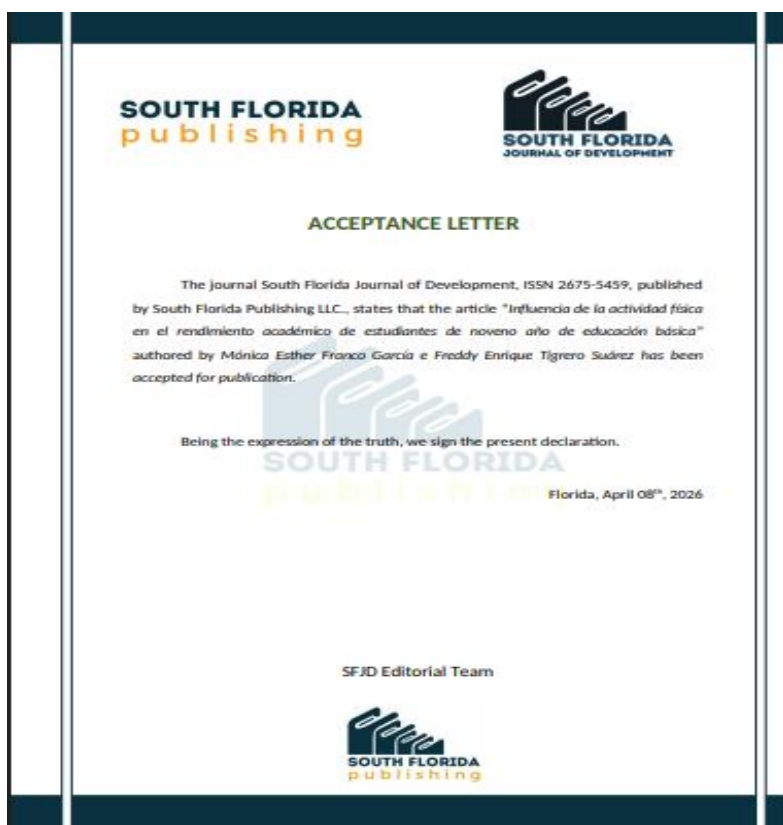 SOUTH FLORIDA
publishing
SOUTH FLORIDA
JOURNAL OF DEVELOPMENT
ACCEPTANCE LETTER
The journal South Florida Journal of Development, ISSN 2675-5459, published
by South Florida Publishing LLC., states that the article "Influencia de la actividad física
en el rendimiento académico de estudiantes de noveno año de educación básica"
authored by Mónica Esther Franco García e Freddy Enrique Tigrero Suárez has been
accepted for publication.
Being the expression of the truth, we sign the present declaration.
SOUTH FLORIDA
publishing
Florida, April 08th, 2026
SFJD Editorial Team
SOUTH FLORIDA
publishing